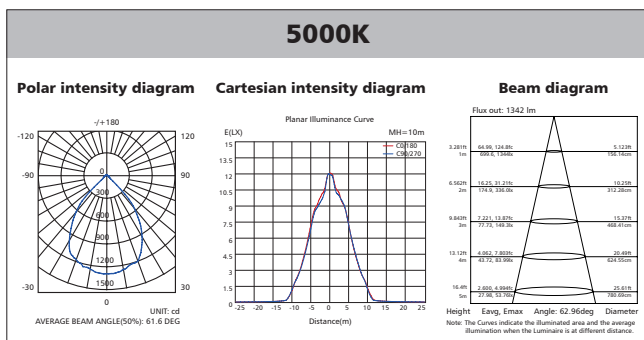 5000K
Polar intensity diagram
Cartesian intensity diagram
Beam diagram
-/+180
-120
120
-90
90
-30
30
0
0
300
600
900
1200
1500
UNIT: cd
AVERAGE BEAM ANGLE(50%): 61.6 DEG
Planar Illuminance Curve
E(LX)
MH=10m
C0/180
C90/270
15
13.5
12
10.5
9
7.5
6
4.5
3
1.5
0
-25 -20 -15 -10 -5 0 5 10 15 20 25
Distance(m)
Flux out: 1342 lm
3.281ft 64.99, 124.8fc 5.123ft
1m 699.6, 1344lx 156.14cm
6.562ft 16.25, 31.21fc 10.25ft
2m 174.9, 336.0lx 312.28cm
9.843ft 7.221, 13.87fc 15.37ft
3m 77.73, 149.3lx 468.41cm
13.12ft 4.062, 7.803fc 20.49ft
4m 43.72, 83.99lx 624.55cm
16.4ft 2.600, 4.994fc 25.61ft
5m 27.98, 53.76lx 780.69cm
Height Eavg, Emax Angle: 62.96deg Diameter
Note: The Curves indicate the illuminated area and the average
illumination when the Luminaire is at different distance.